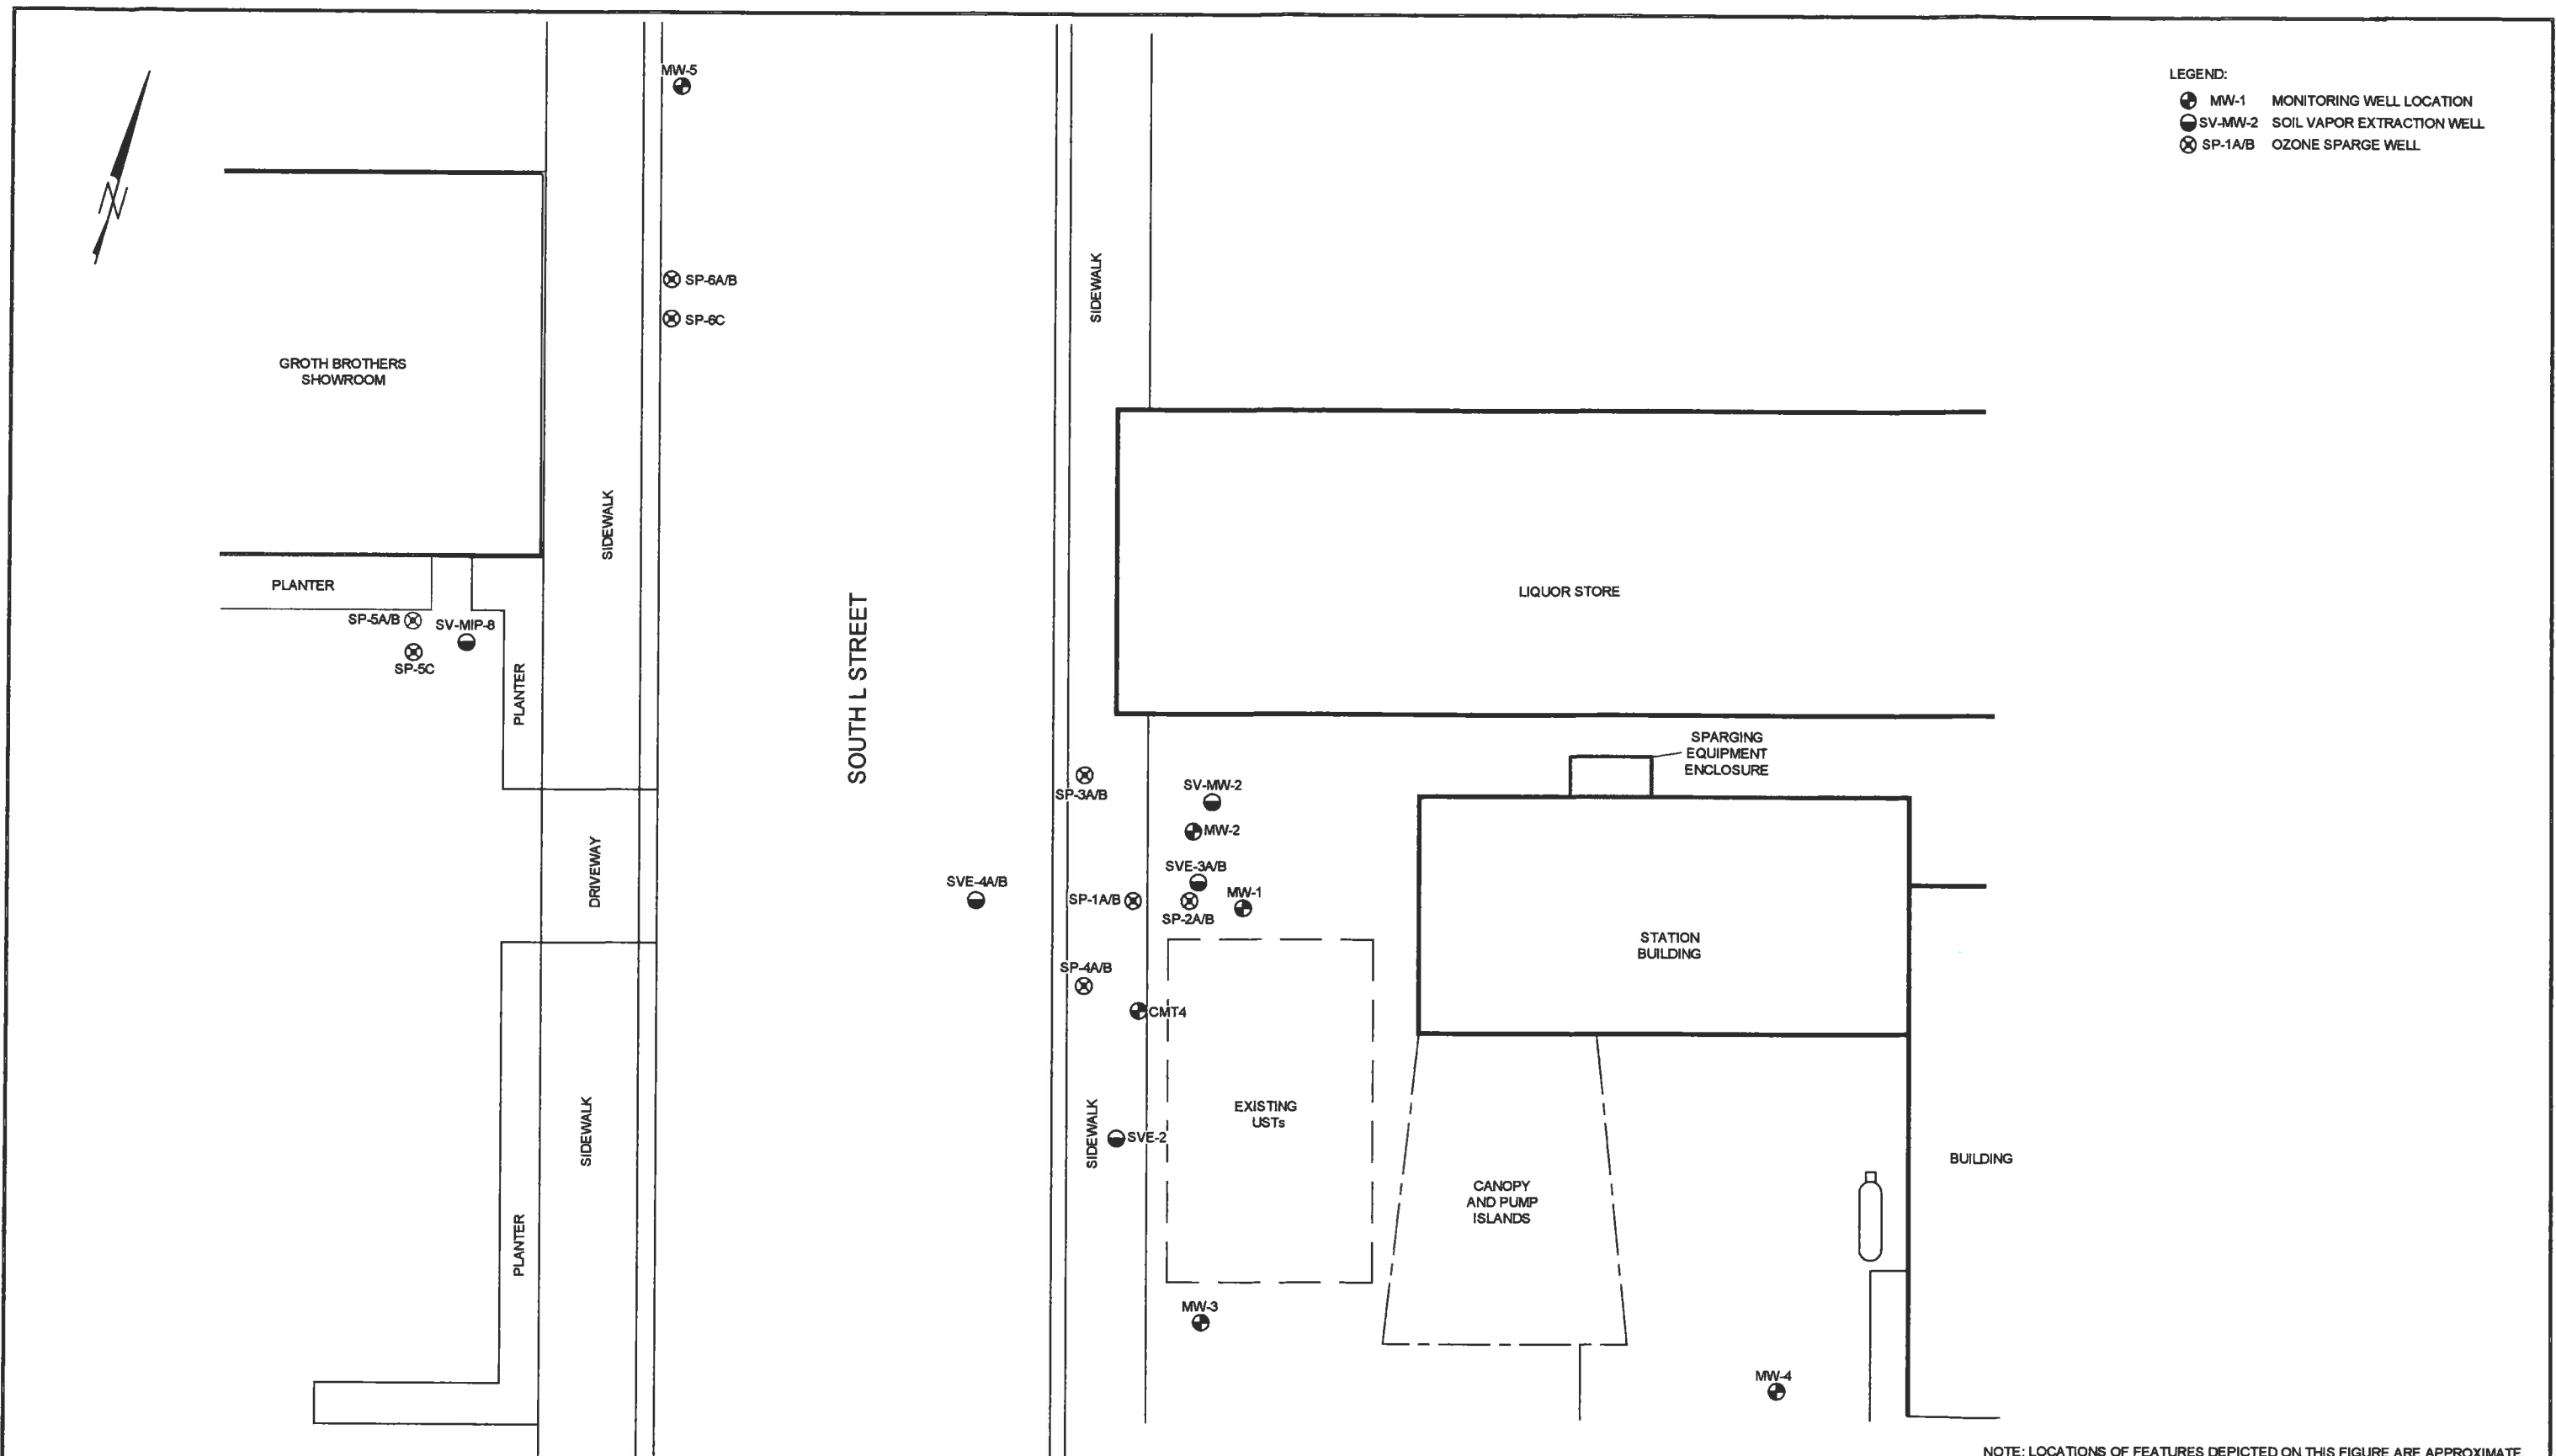 MW-5
LEGEND:
MW-1 MONITORING WELL LOCATION
SV-MW-2 SOIL VAPOR EXTRACTION WELL
SP-1A/B OZONE SPARGE WELL
N
SIDEWALK
SP-6A/B
SP-6C
GROTH BROTHERS
SHOWROOM
SIDEWALK
PLANTER
LIQUOR STORE
SP-5A/B
SV-MIP-8
SP-5C
PLANTER
SOUTH L STREET
SPARGING
EQUIPMENT
ENCLOSURE
SP-3A/B
SV-MW-2
MW-2
DRIVEWAY
SVE-3A/B
SVE-4A/B
MW-1
SP-1A/B
SP-2A/B
STATION
BUILDING
SP-4A/B
CMT4
EXISTING
USTs
SIDEWALK
SIDEWALK
SVE-2
BUILDING
CANOPY
AND PUMP
ISLANDS
PLANTER
MW-3
MW-4
NOTE: LOCATIONS OF FEATURES DEPICTED ON THIS FIGURE ARE APPROXIMATE